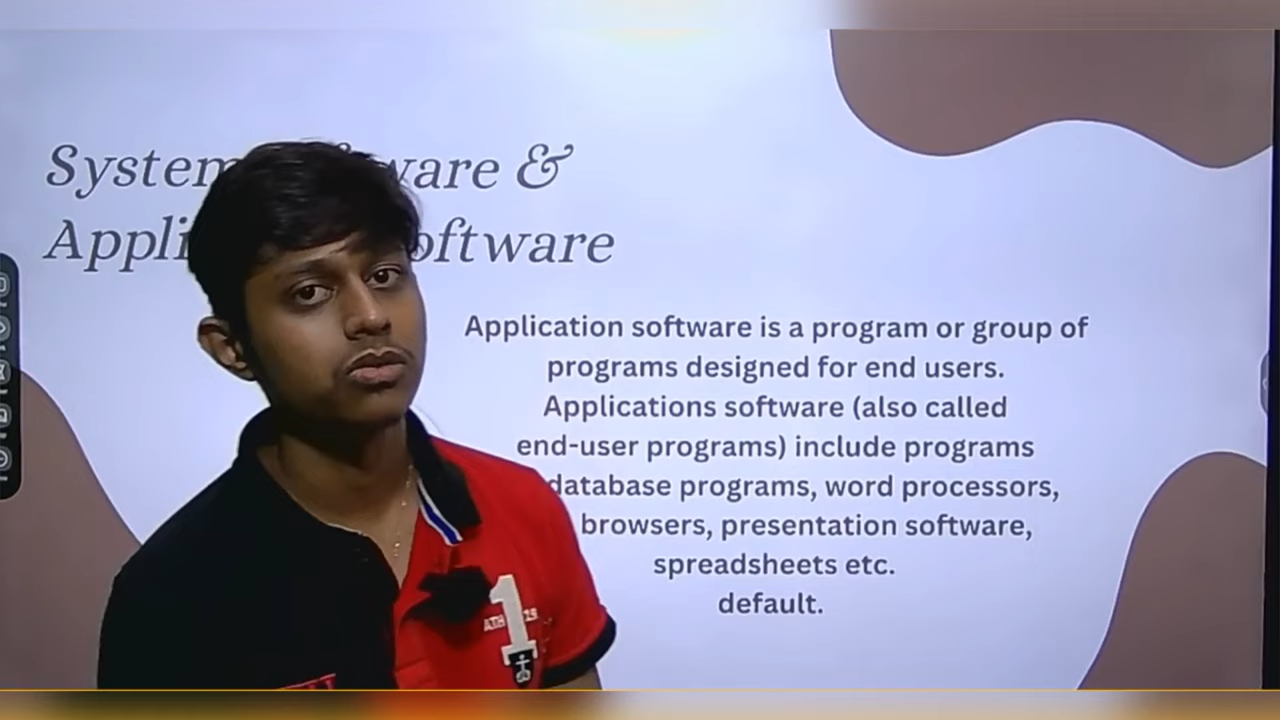 System ware &
Appli oftware
Application software is a program or group of
programs designed for end users.
Applications software (also called
end-user programs) include programs
database programs, word processors,
browsers, presentation software,
spreadsheets etc.
default.
1